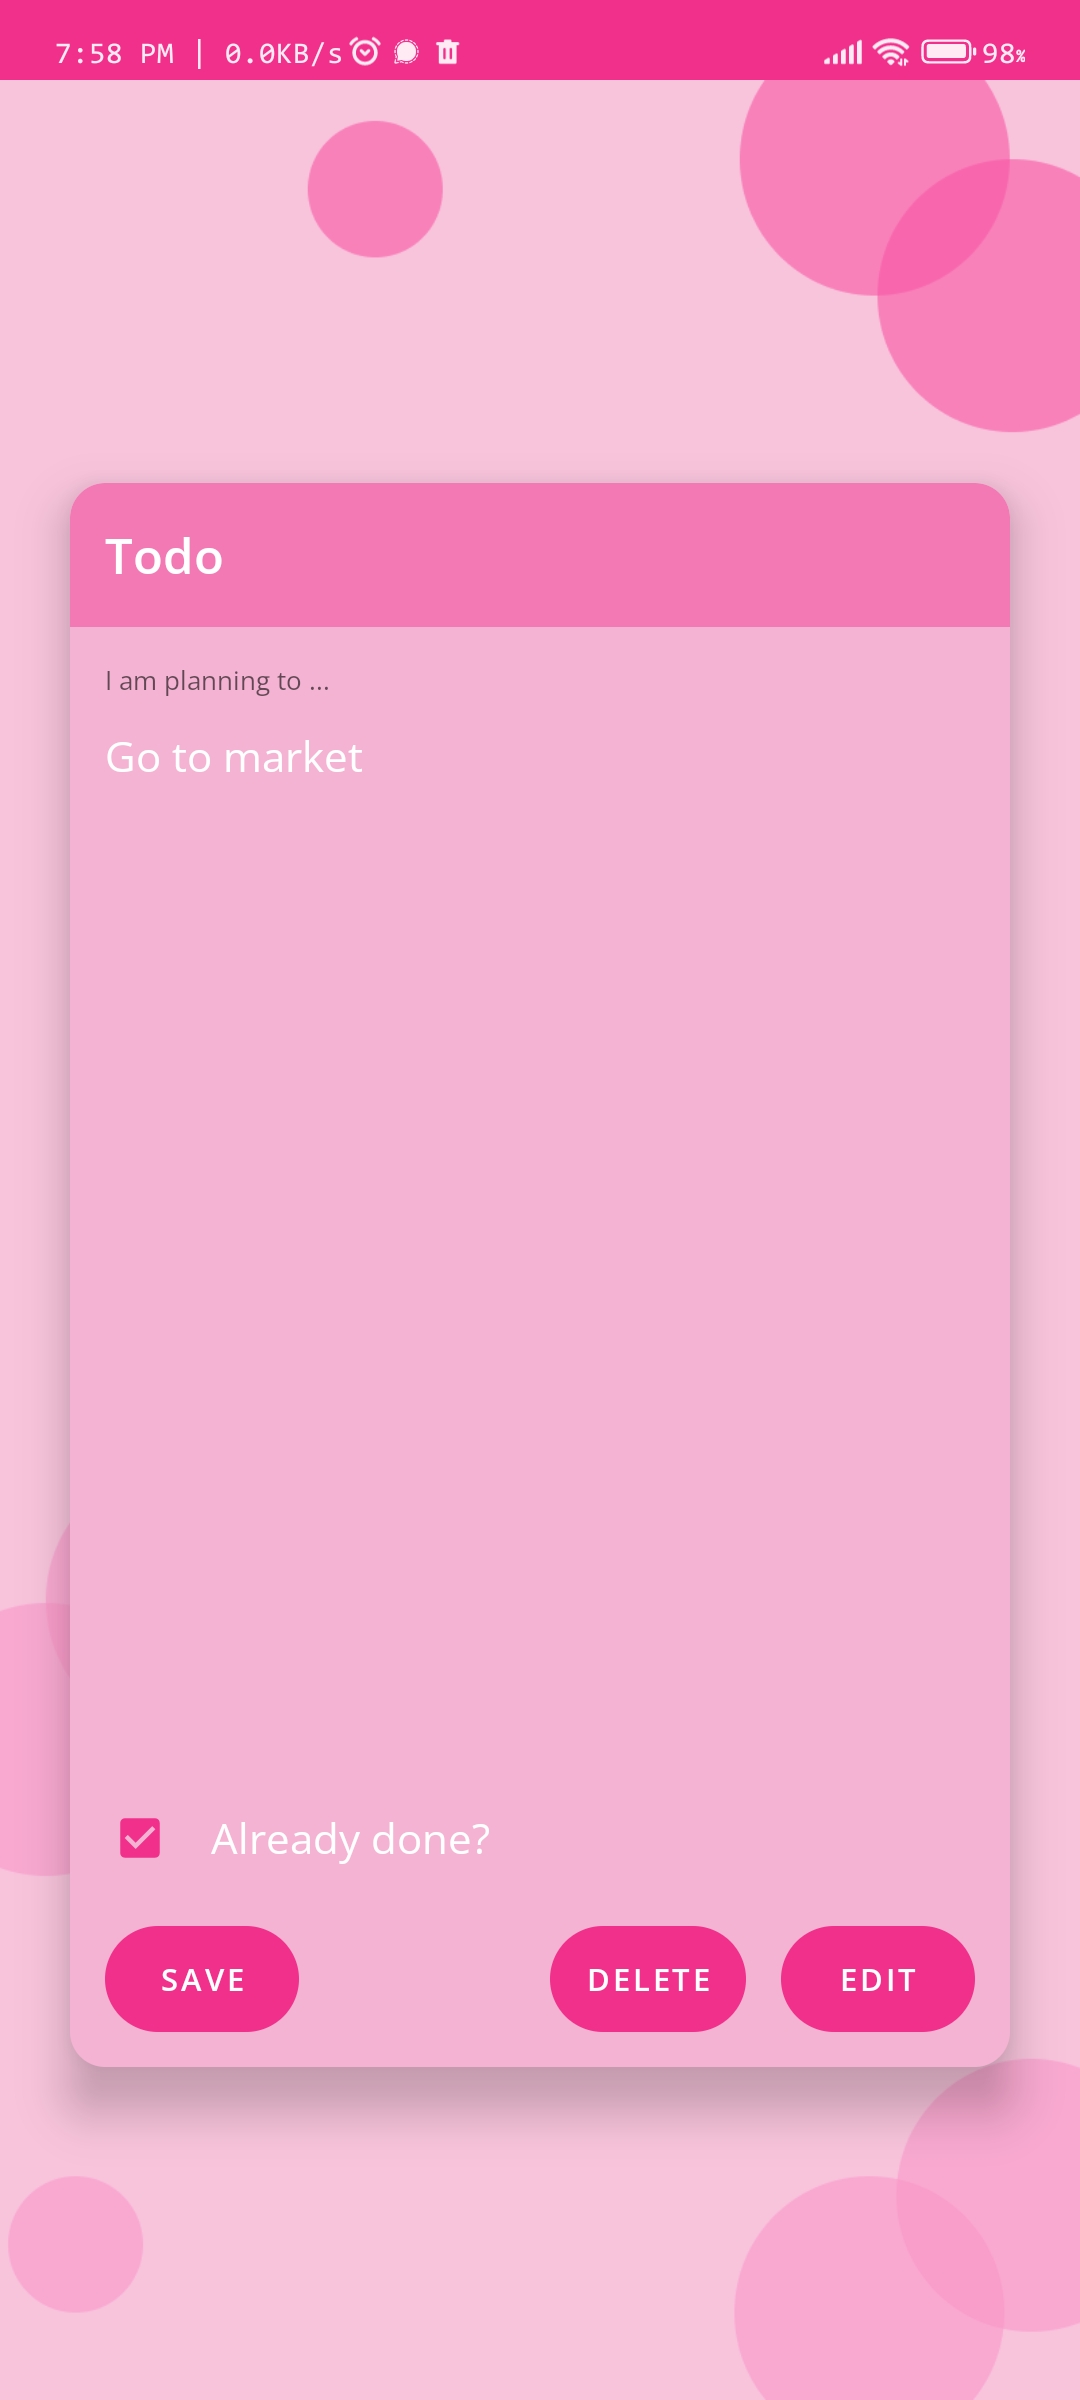 7:58 PM | 0.0KB/s 98%
Todo
I am planning to ...
Go to market
Already done?
SAVE DELETE EDIT